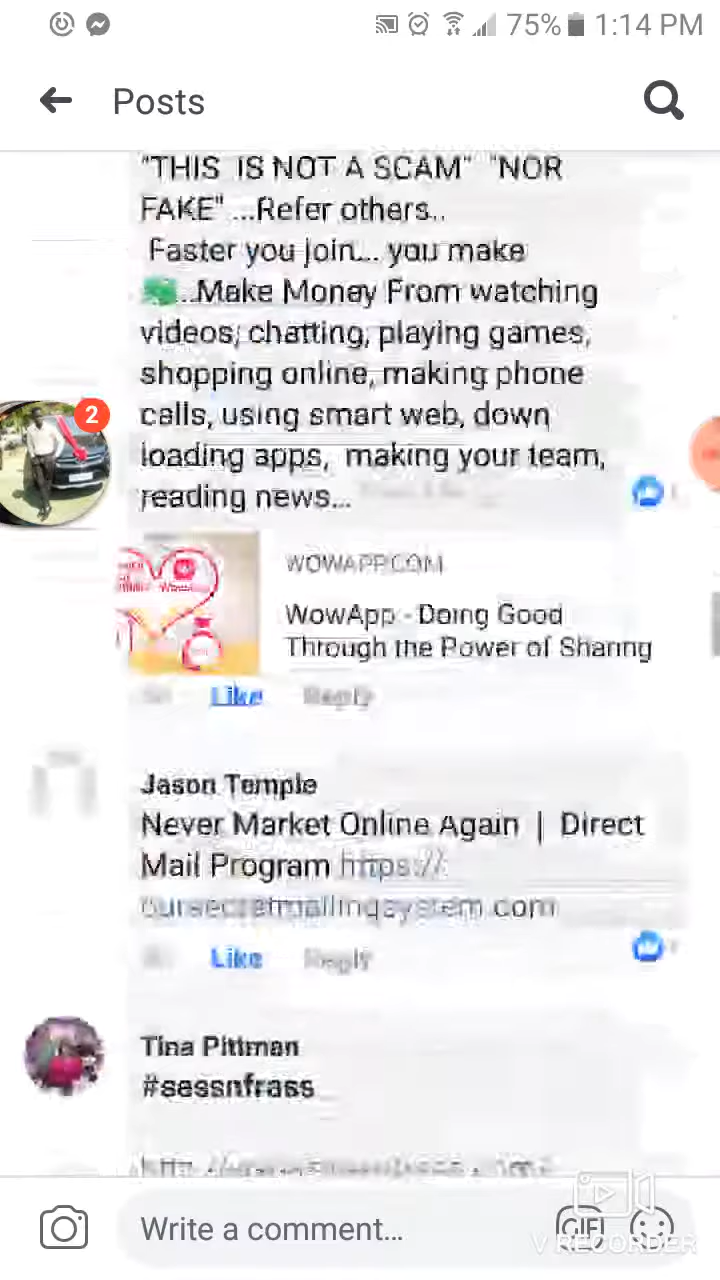 75% 1:14 PM
Posts
"THIS IS NOT A SCAM" "NOR
FAKE" ...Refer others..
Faster you join... you make
...Make Money From watching
videos, chatting, playing games,
shopping online, making phone
calls, using smart web, down
loading apps, making your team,
reading news...
2
WOWAPP.COM
WowApp - Doing Good
Through the Power of Sharing
Like Reply
Jason Temple
Never Market Online Again | Direct
Mail Program https://
oursecretmailingsystem.com
Like Reply
Tina Pittman
#sassnfrass
Write a comment...
GIF
V RECORDER